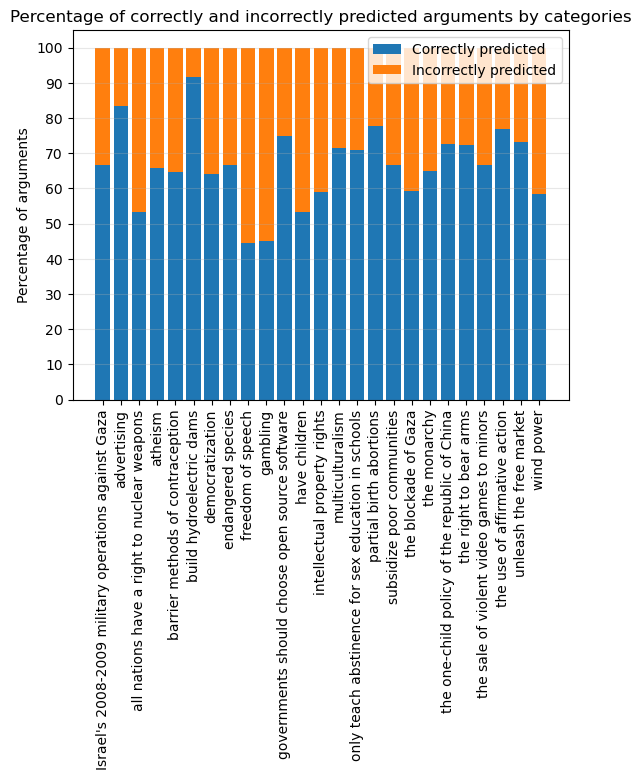 Percentage of correctly and incorrectly predicted arguments by categories
Correctly predicted
Incorrectly predicted
Percentage of arguments
100
90
80
70
60
50
40
30
20
10
0
Israel's 2008-2009 military operations against Gaza
advertising
all nations have a right to nuclear weapons
atheism
barrier methods of contraception
build hydroelectric dams
democratization
endangered species
freedom of speech
gambling
governments should choose open source software
have children
intellectual property rights
multiculturalism
only teach abstinence for sex education in schools
partial birth abortions
subsidize poor communities
the blockade of Gaza
the monarchy
the one-child policy of the republic of China
the right to bear arms
the sale of violent video games to minors
the use of affirmative action
unleash the free market
wind power